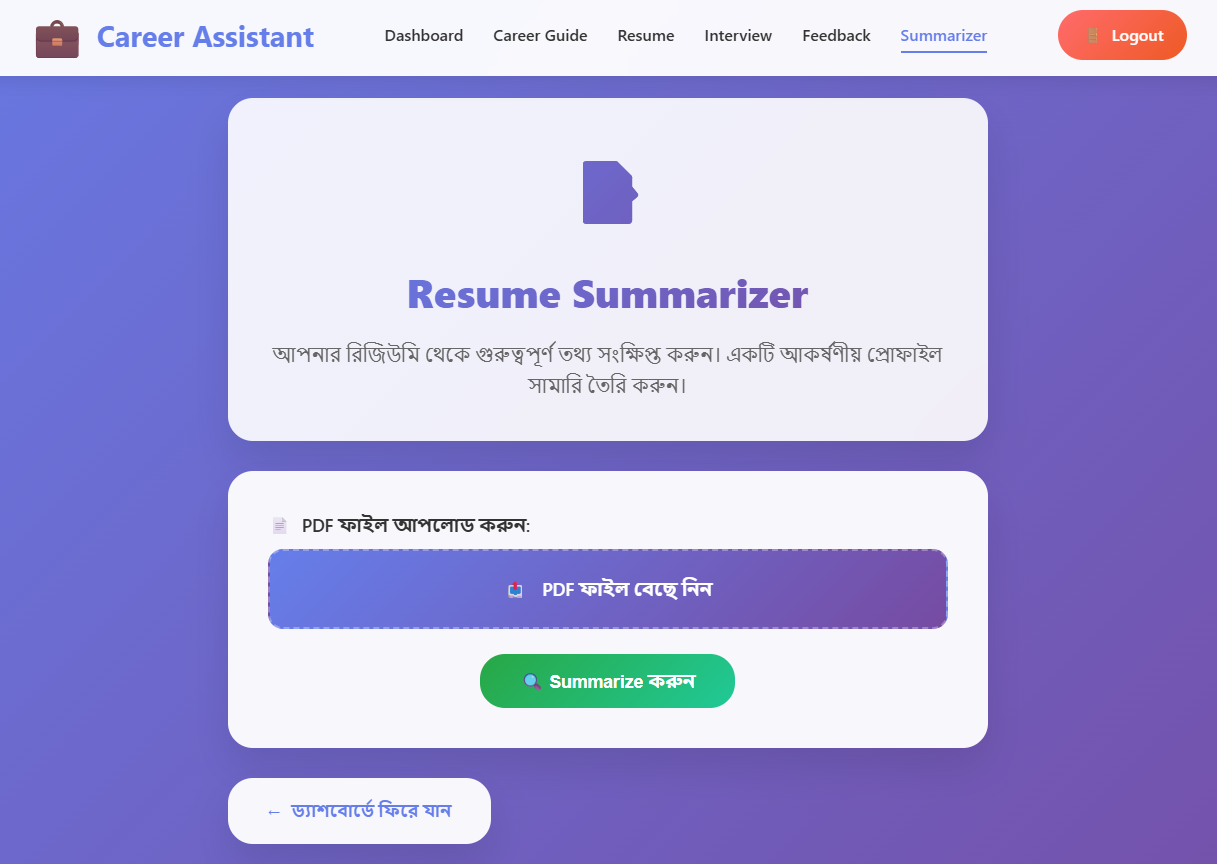 Career Assistant
Dashboard
Career Guide
Resume
Interview
Feedback
Summarizer
Logout
Resume Summarizer
আপনার রিজিউমি থেকে গুরুত্বপূর্ণ তথ্য সংক্ষিপ্ত করুন। একটি আকর্ষণীয় প্রোফাইল
সামারি তৈরি করুন।
PDF ফাইল আপলোড করুন:
PDF ফাইল বেছে নিন
Summarize করুন
← ড্যাশবোর্ডে ফিরে যান